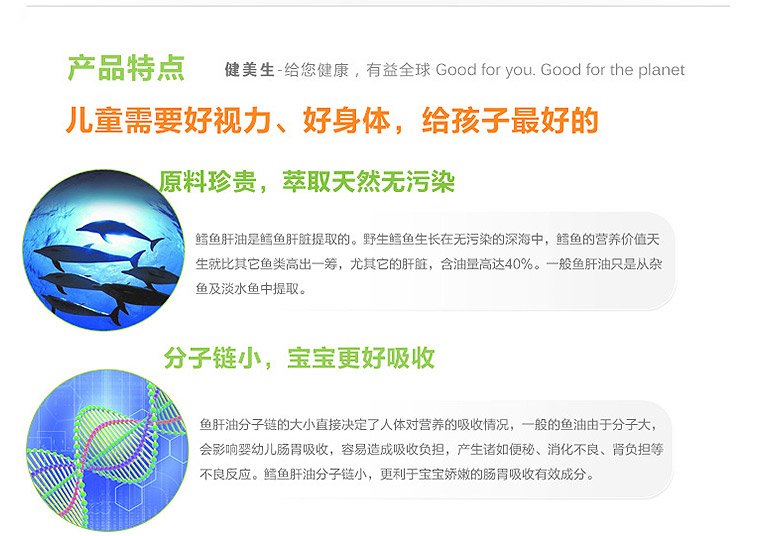 产品特点 健美生-给您健康，有益全球 Good for you. Good for the planet
儿童需要好视力、好身体，给孩子最好的
原料珍贵，萃取天然无污染
鳕鱼肝油是鳕鱼肝脏提取的。野生鳕鱼生长在无污染的深海中，鳕鱼的营养价值天
生就比其它鱼类高出一筹，尤其它的肝脏，含油量高达40%。一般鱼肝油只是从杂
鱼及淡水鱼中提取。
分子链小，宝宝更好吸收
鱼肝油分子链的大小直接决定了人体对营养的吸收情况，一般的鱼油由于分子大，
会影响婴幼儿肠胃吸收，容易造成吸收负担，产生诸如便秘、消化不良、肾负担等
不良反应。鳕鱼肝油分子链小，更利于宝宝娇嫩的肠胃吸收有效成分。